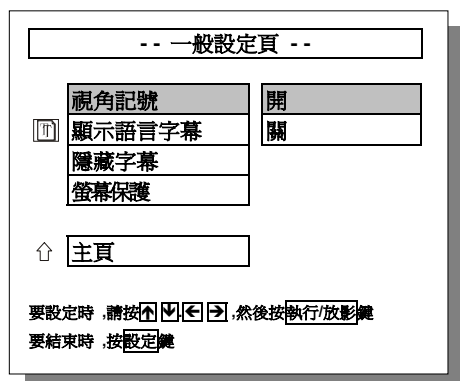 -- 一般設定頁 --
視角記號 開
顯示語言字幕 關
隱藏字幕
螢幕保護
⇧ 主頁
要設定時 ,請按↑↓←→,然後按執行/放影鍵
要結束時 ,按設定鍵